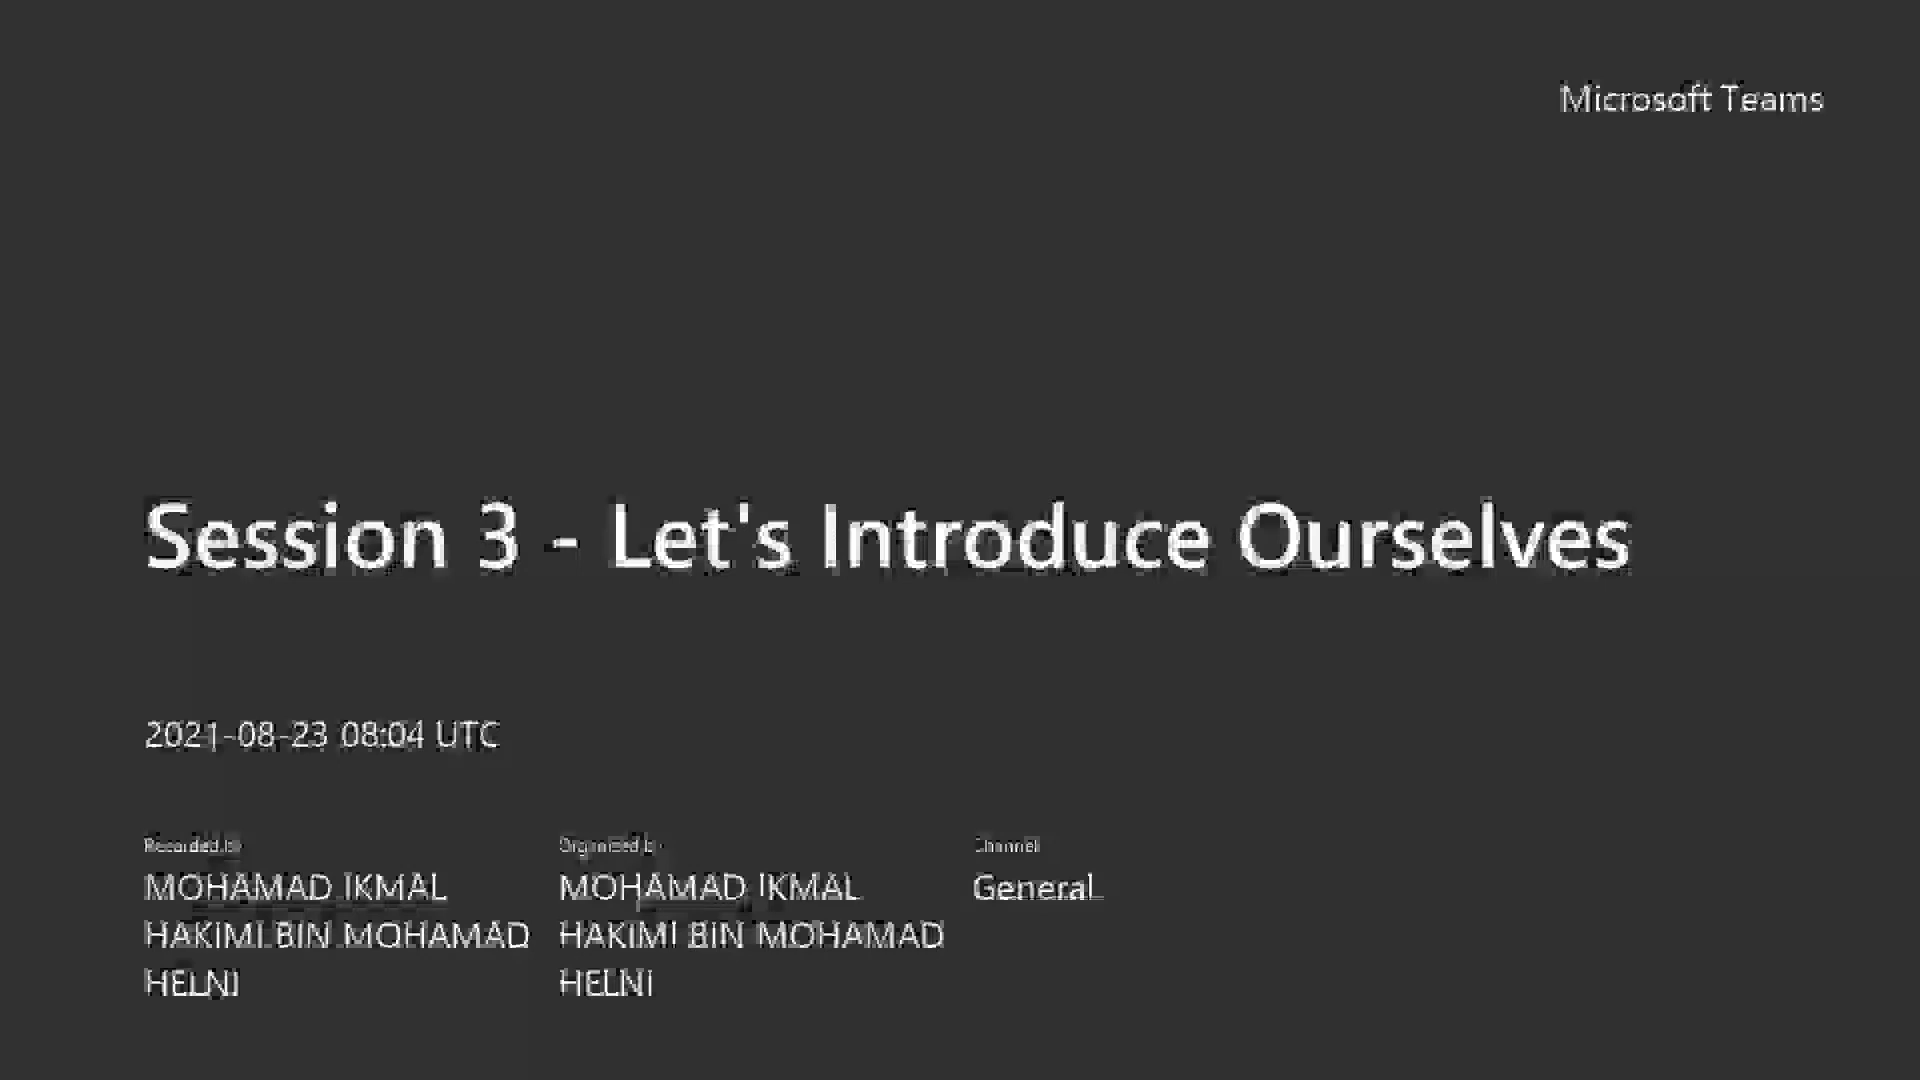 Microsoft Teams
Session 3 - Let's Introduce Ourselves
2021-08-23 08:04 UTC
Recorded by
Organized by
Channel
MOHAMAD IKMAL
HAKIMI BIN MOHAMAD
HELNI
MOHAMAD IKMAL
HAKIMI BIN MOHAMAD
HELNI
General